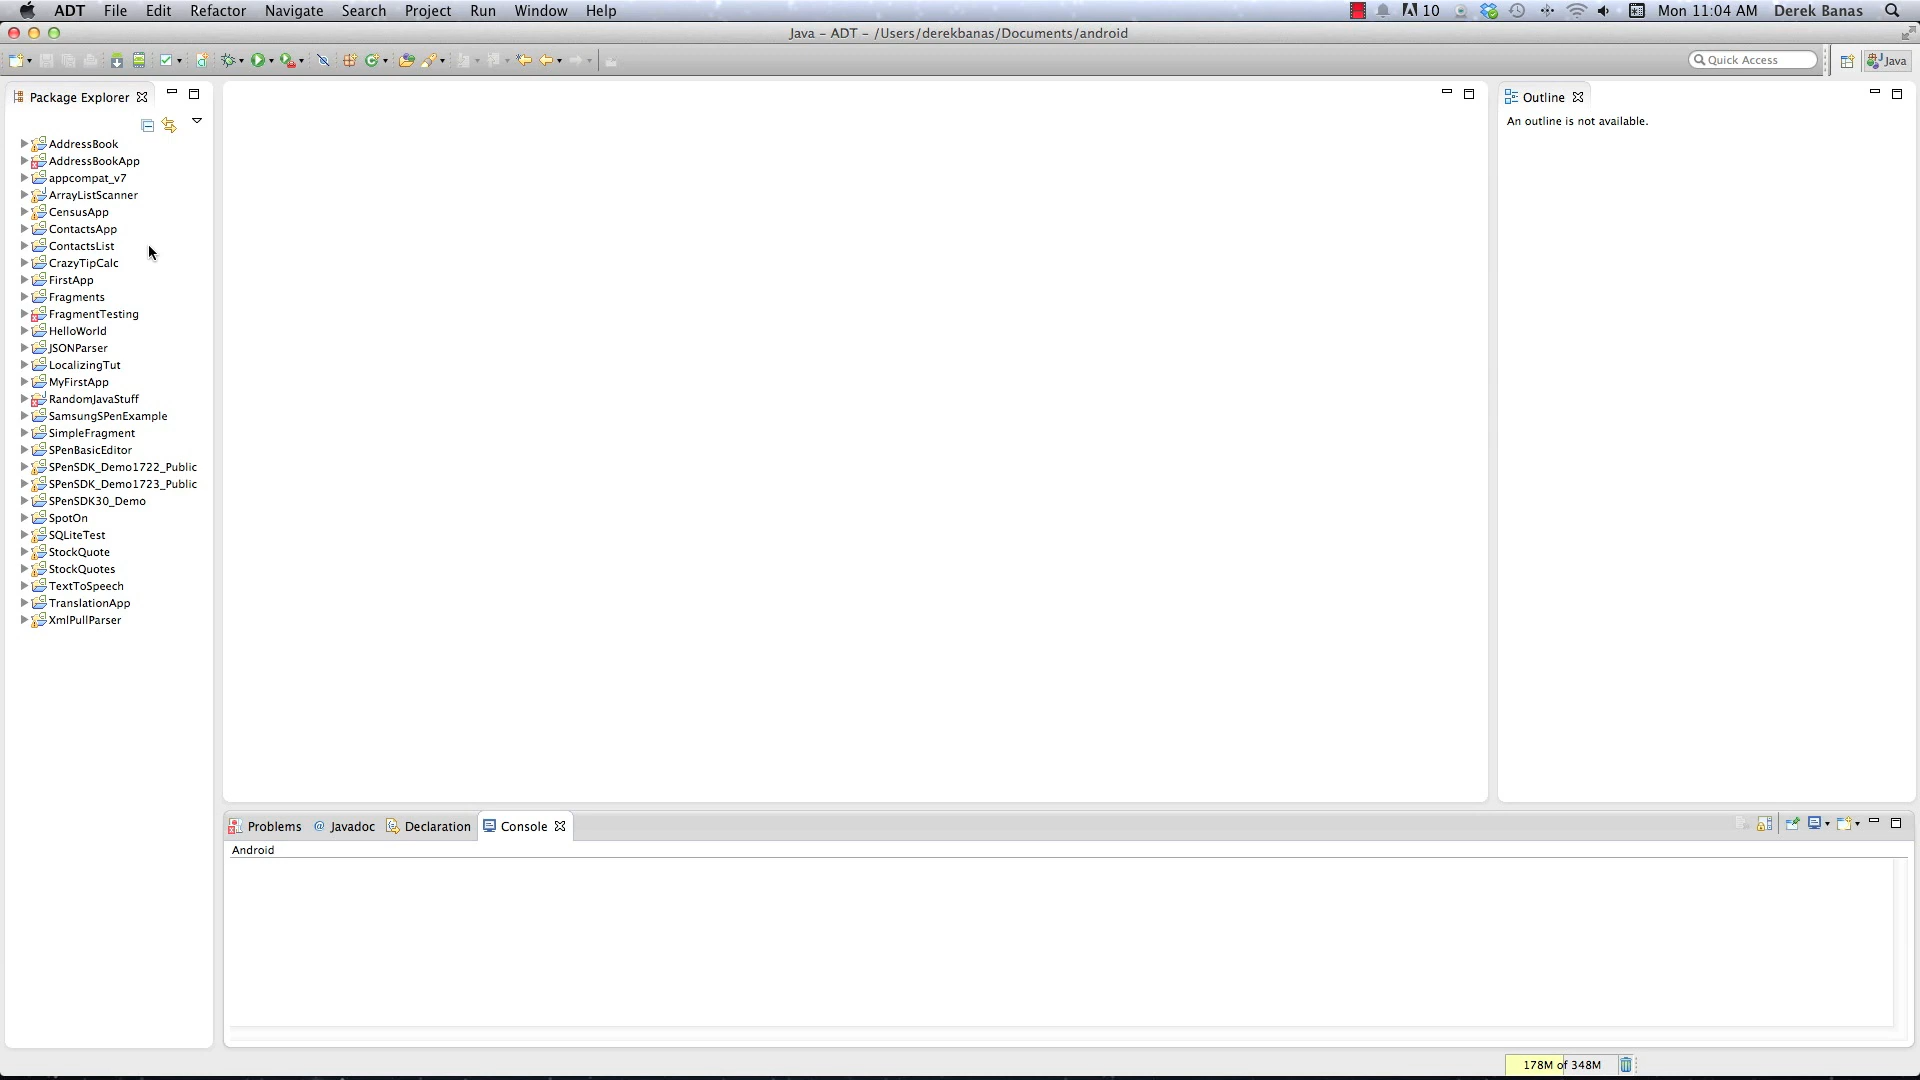 ADT File Edit Refactor Navigate Search Project Run Window Help 10 Mon 11:04 AM Derek Banas
Java - ADT - /Users/derekbanas/Documents/android
Quick Access Java
Package Explorer
AddressBook
AddressBookApp
appcompat_v7
ArrayListScanner
CensusApp
ContactsApp
ContactsList
CrazyTipCalc
FirstApp
Fragments
FragmentTesting
HelloWorld
JSONParser
LocalizingTut
MyFirstApp
RandomJavaStuff
SamsungSPenExample
SimpleFragment
SPenBasicEditor
SPenSDK_Demo1722_Public
SPenSDK_Demo1723_Public
SPenSDK30_Demo
SpotOn
SQLiteTest
StockQuote
StockQuotes
TextToSpeech
TranslationApp
XmlPullParser
Outline
An outline is not available.
Problems @ Javadoc Declaration Console
Android
178M of 348M